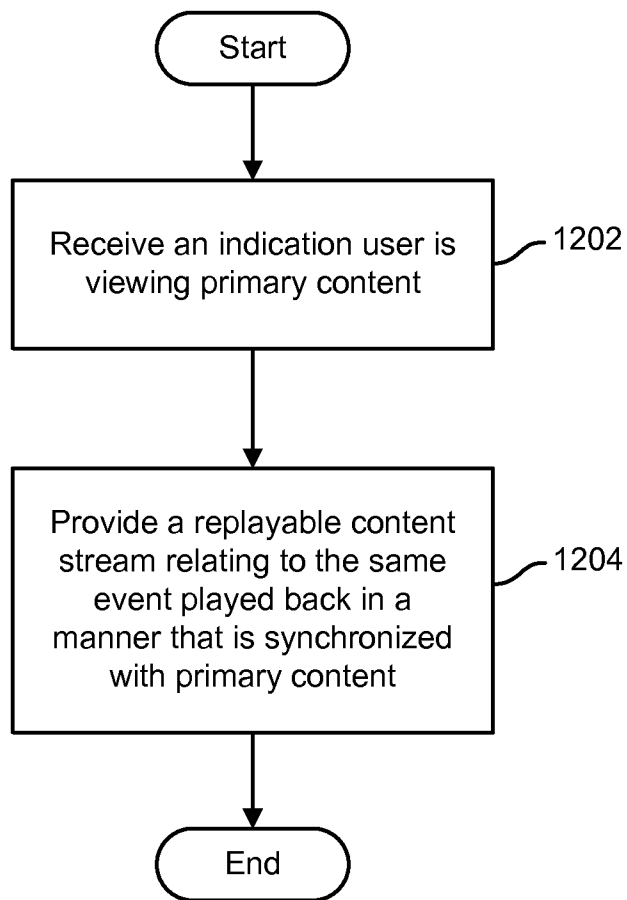 Start
Receive an indication user is
viewing primary content
1202
Provide a replayable content
stream relating to the same
event played back in a
manner that is synchronized
with primary content
1204
End